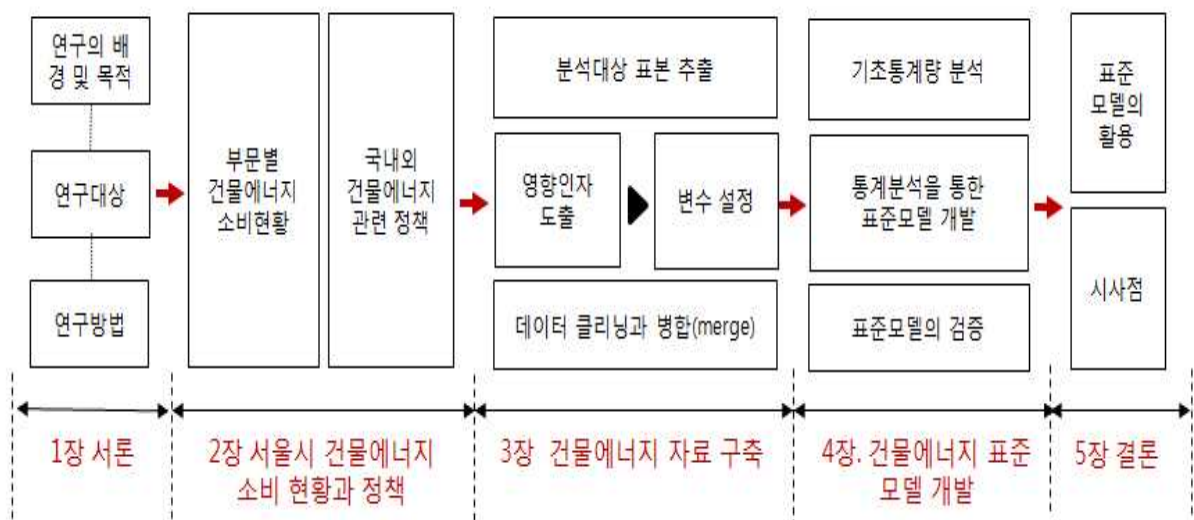 연구의 배
경 및 목적
연구대상
연구방법
부문별
건물에너지
소비현황
국내외
건물에너지
관련 정책
분석대상 표본 추출
영향인자
도출
변수 설정
데이터 클리닝과 병합(merge)
기초통계량 분석
통계분석을 통한
표준모델 개발
표준모델의 검증
표준
모델의
활용
시사점
1장 서론
2장 서울시 건물에너지
소비 현황과 정책
3장 건물에너지 자료 구축
4장. 건물에너지 표준
모델 개발
5장 결론